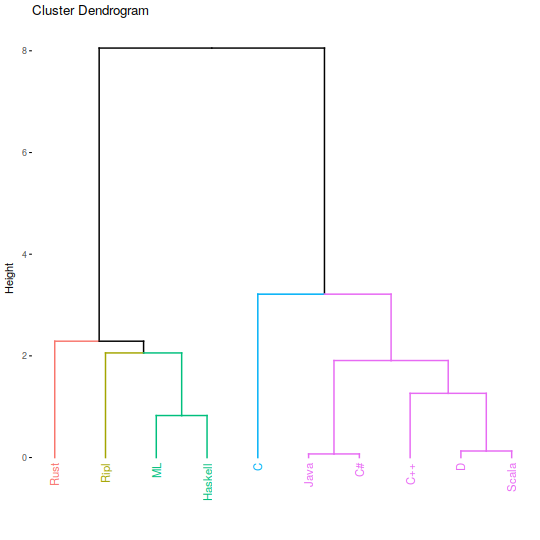 Cluster Dendrogram
8
6
4
2
0
Height
Rust
Ripl
ML
Haskell
C
Java
C#
C++
D
Scala